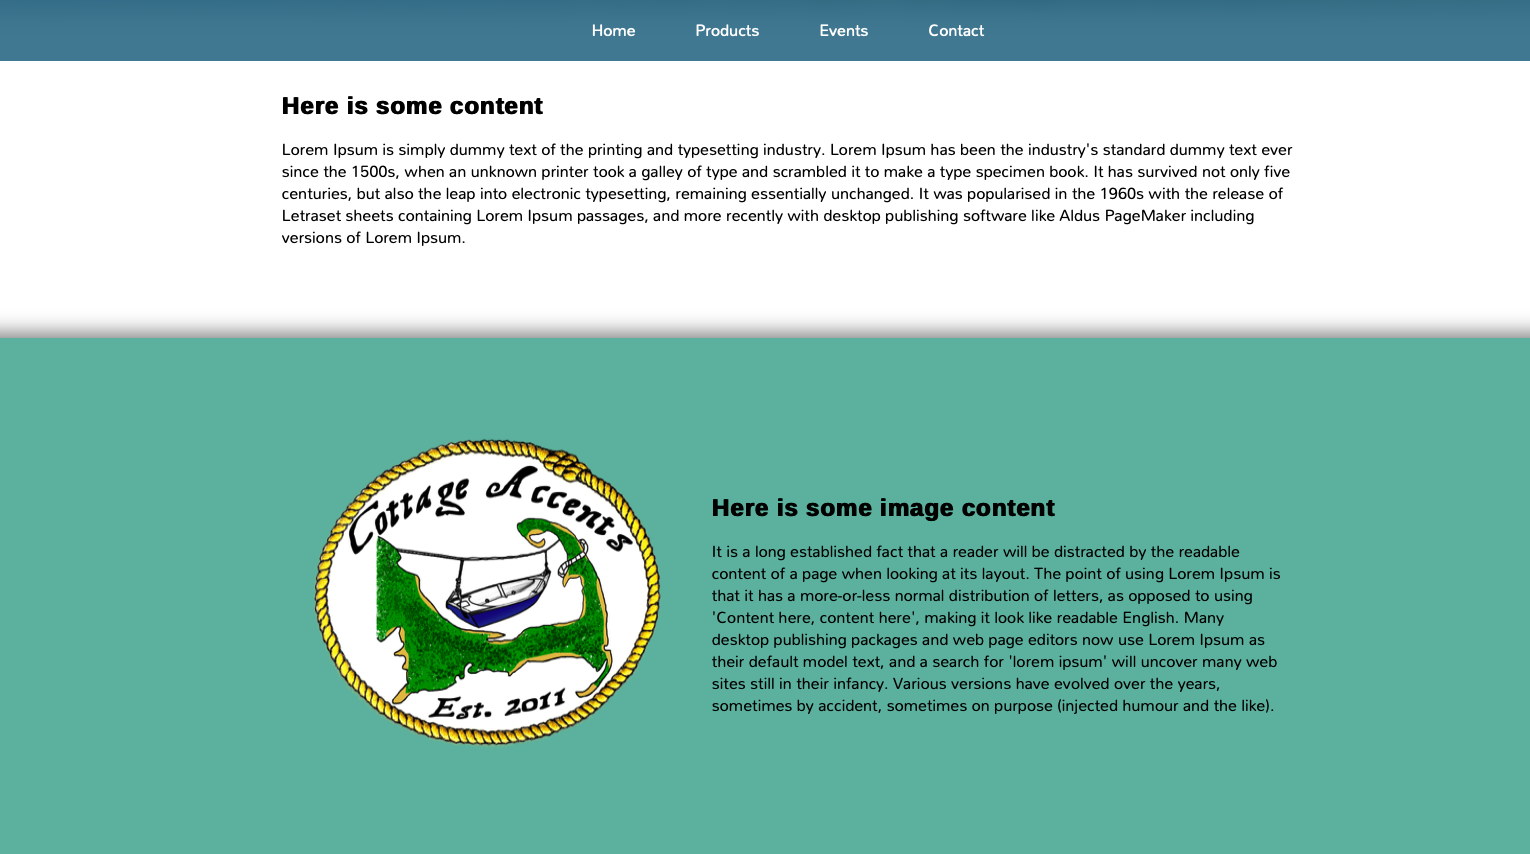 Home Products Events Contact
Here is some content
Lorem Ipsum is simply dummy text of the printing and typesetting industry. Lorem Ipsum has been the industry's standard dummy text ever
since the 1500s, when an unknown printer took a galley of type and scrambled it to make a type specimen book. It has survived not only five
centuries, but also the leap into electronic typesetting, remaining essentially unchanged. It was popularised in the 1960s with the release of
Letraset sheets containing Lorem Ipsum passages, and more recently with desktop publishing software like Aldus PageMaker including
versions of Lorem Ipsum.
Cottage Accents
Est. 2011
Here is some image content
It is a long established fact that a reader will be distracted by the readable
content of a page when looking at its layout. The point of using Lorem Ipsum is
that it has a more-or-less normal distribution of letters, as opposed to using
'Content here, content here', making it look like readable English. Many
desktop publishing packages and web page editors now use Lorem Ipsum as
their default model text, and a search for 'lorem ipsum' will uncover many web
sites still in their infancy. Various versions have evolved over the years,
sometimes by accident, sometimes on purpose (injected humour and the like).